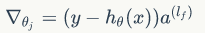 ∇_{θ_j} = (y − h_θ(x))a^{(l_f)}